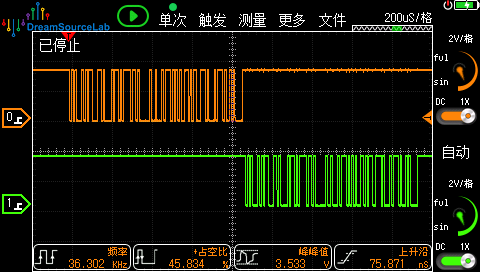 DreamSourceLab 单次 触发 测量 更多 文件 200uS/格
已停止
2V/格
ful
sin
DC 1X
0
自动
2V/格
1
ful
sin
DC 1X
频率 +占空比 峰峰值 上升沿
36.302 KHz 45.834 % 3.533 V 75.871 nS